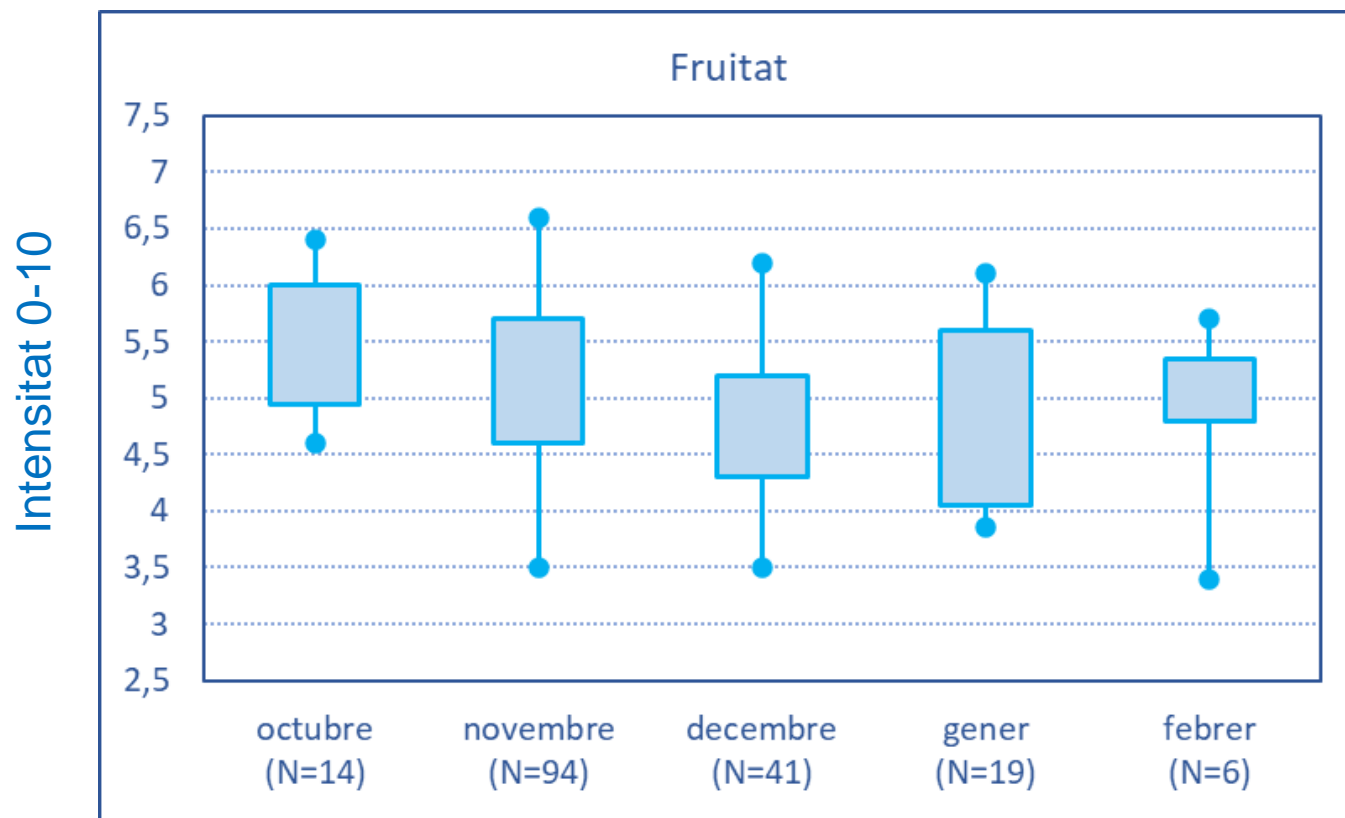 Fruitat
Intensitat 0-10
7,5
7
6,5
6
5,5
5
4,5
4
3,5
3
2,5
octubre
(N=14)
novembre
(N=94)
decembre
(N=41)
gener
(N=19)
febrer
(N=6)